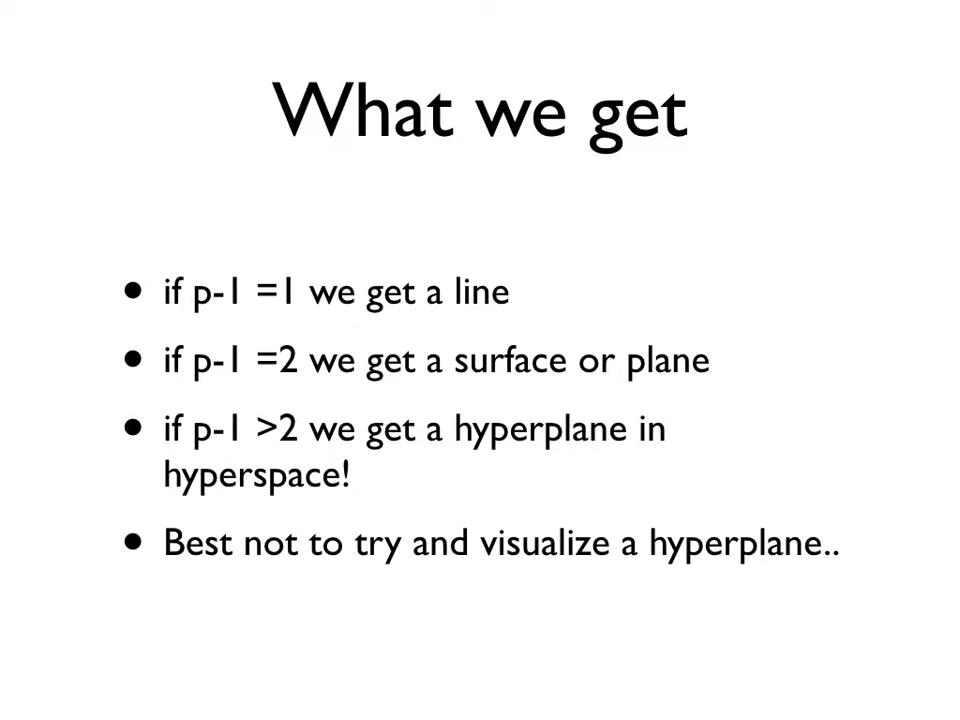 What we get
• if p-1 =1 we get a line
• if p-1 =2 we get a surface or plane
• if p-1 >2 we get a hyperplane in
hyperspace!
• Best not to try and visualize a hyperplane..